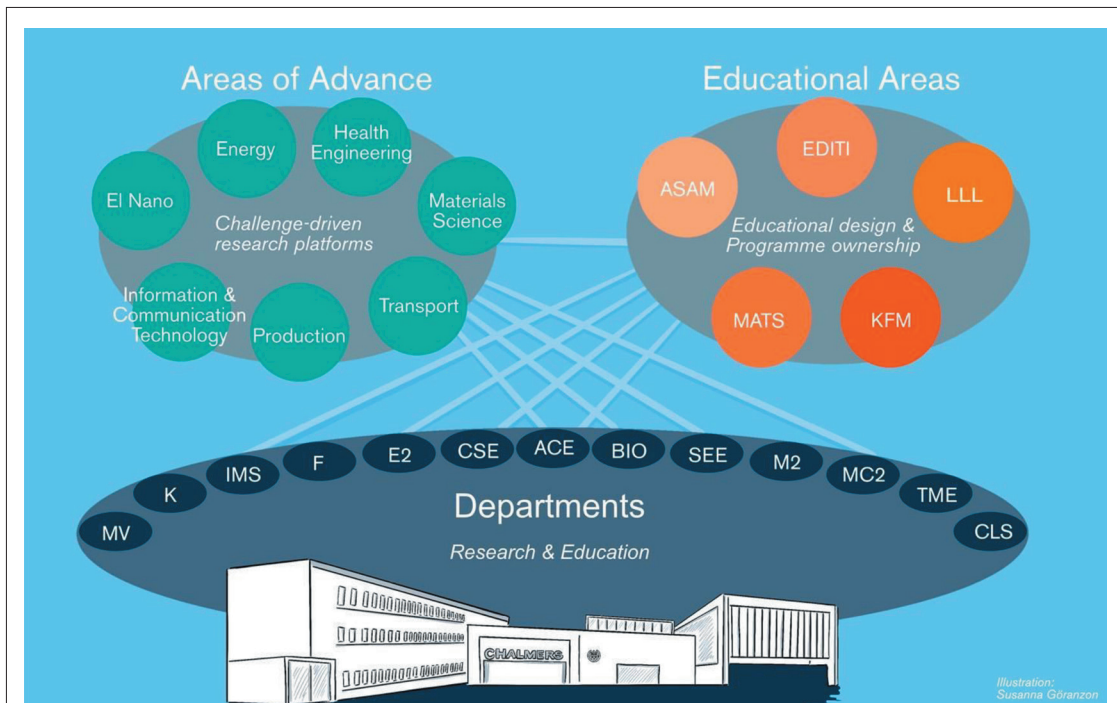 Areas of Advance
Energy
Health
Engineering
El Nano
Materials
Science
Challenge-driven
research platforms
Information &
Communication
Technology
Production
Transport
Educational Areas
EDITI
ASAM
LLL
Educational design &
Programme ownership
MATS
KFM
MV
K
IMS
F
E2
CSE
ACE
BIO
SEE
M2
MC2
TME
CLS
Departments
Research & Education
CHALMERS
Illustration:
Susanna Göranzon